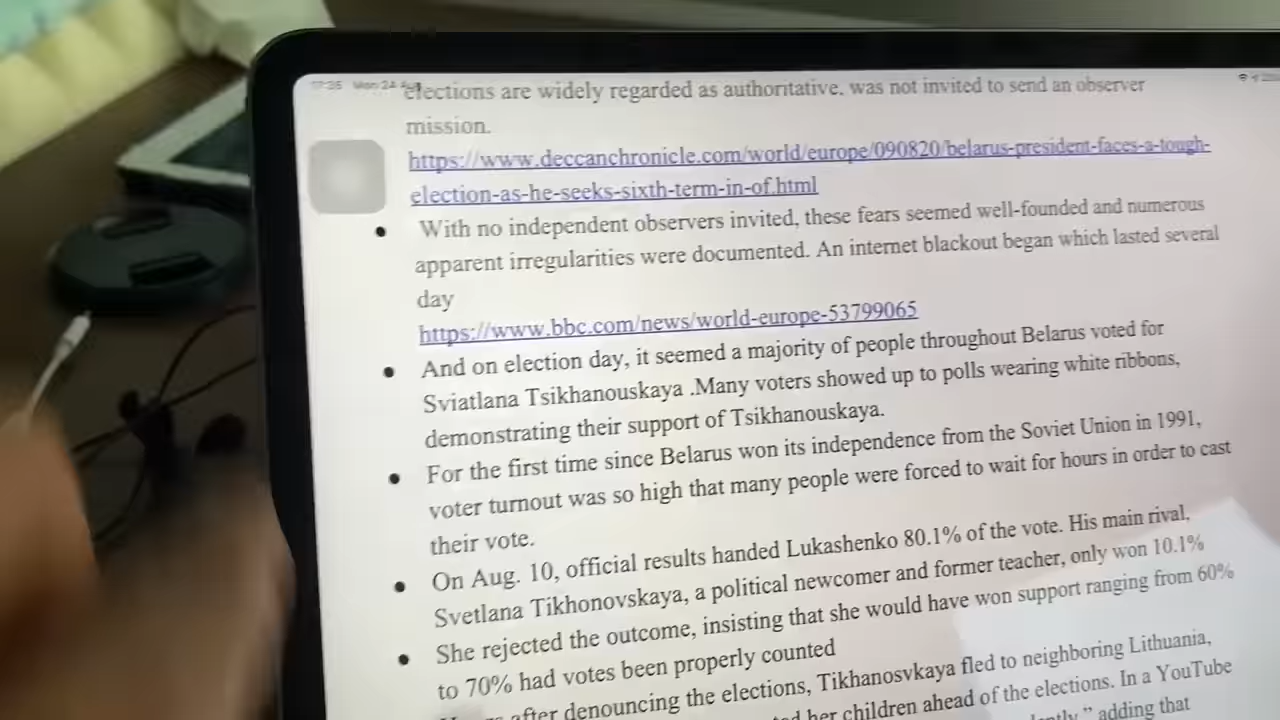 elections are widely regarded as authoritative, was not invited to send an observer
mission.
https://www.deccanchronicle.com/world/europe/090820/belarus-president-faces-a-tough-
election-as-he-seeks-sixth-term-in-of.html
• With no independent observers invited, these fears seemed well-founded and numerous
apparent irregularities were documented. An internet blackout began which lasted several
day
https://www.bbc.com/news/world-europe-53799065
• And on election day, it seemed a majority of people throughout Belarus voted for
Sviatlana Tsikhanouskaya .Many voters showed up to polls wearing white ribbons,
demonstrating their support of Tsikhanouskaya.
• For the first time since Belarus won its independence from the Soviet Union in 1991,
voter turnout was so high that many people were forced to wait for hours in order to cast
their vote.
• On Aug. 10, official results handed Lukashenko 80.1% of the vote. His main rival,
Svetlana Tikhonovskaya, a political newcomer and former teacher, only won 10.1%
• She rejected the outcome, insisting that she would have won support ranging from 60%
to 70% had votes been properly counted
after denouncing the elections, Tikhanosvkaya fled to neighboring Lithuania,
her children ahead of the elections. In a YouTube
adding that